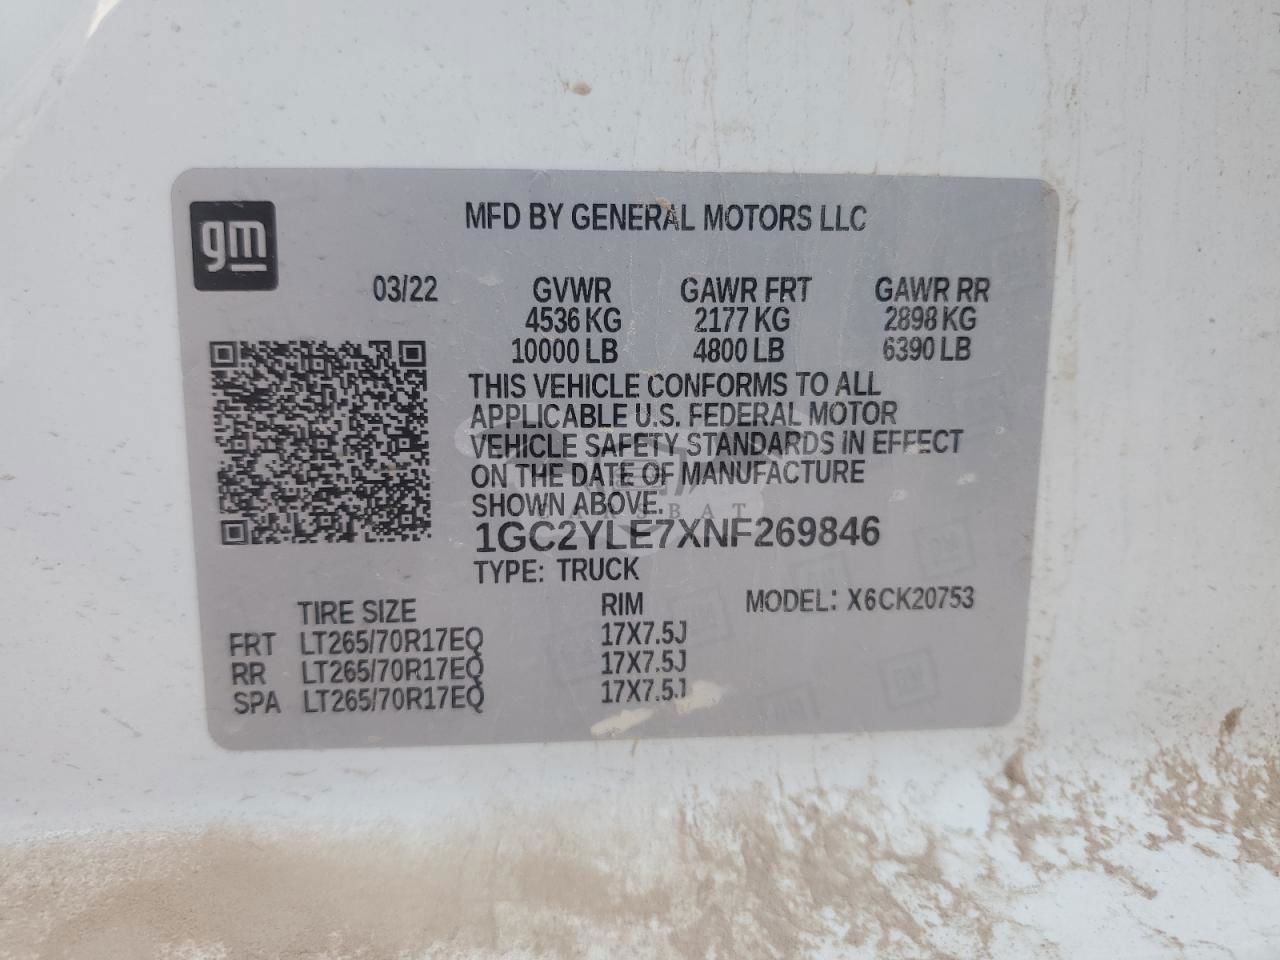 gm
MFD BY GENERAL MOTORS LLC
03/22 GVWR GAWR FRT GAWR RR
4536 KG 2177 KG 2898 KG
10000 LB 4800 LB 6390 LB
THIS VEHICLE CONFORMS TO ALL
APPLICABLE U.S. FEDERAL MOTOR
VEHICLE SAFETY STANDARDS IN EFFECT
ON THE DATE OF MANUFACTURE
SHOWN ABOVE.
1GC2YLE7XNF269846
TYPE: TRUCK
TIRE SIZE RIM MODEL: X6CK20753
FRT LT265/70R17EQ 17X7.5J
RR LT265/70R17EQ 17X7.5J
SPA LT265/70R17EQ 17X7.5J